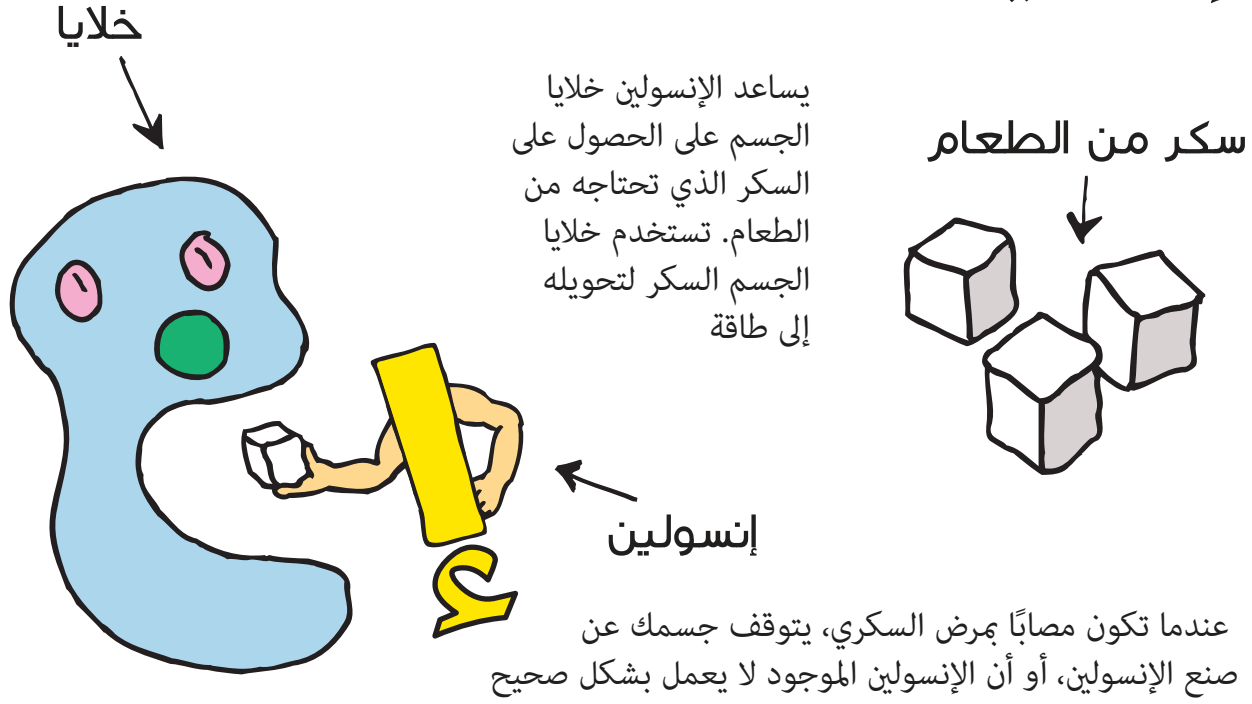 خلايا
يساعد الإنسولين خلايا
الجسم على الحصول على
السكر الذي تحتاجه من
الطعام. تستخدم خلايا
الجسم السكر لتحويله
إلى طاقة
سكر من الطعام
إنسولين
عندما تكون مصابًا بمرض السكري، يتوقف جسمك عن
صنع الإنسولين، أو أن الإنسولين الموجود لا يعمل بشكل صحيح